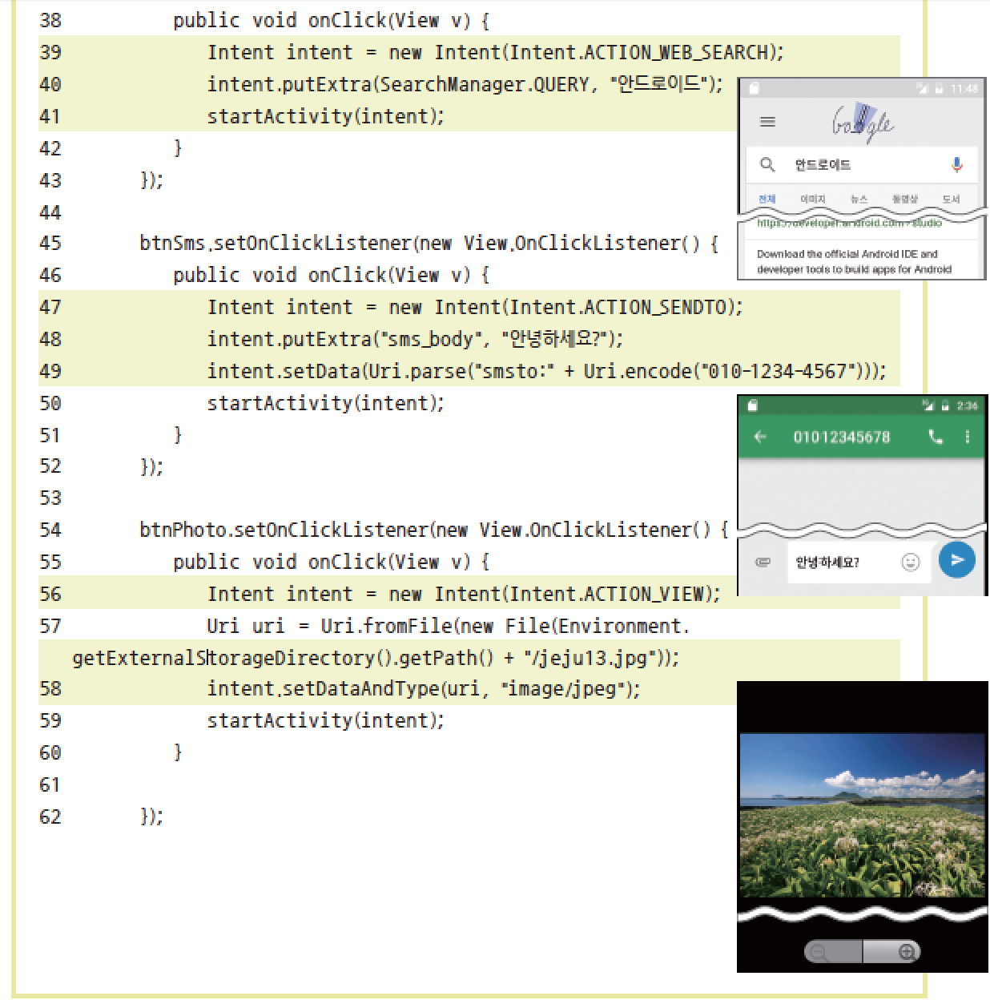 38 public void onClick(View v) {
39 Intent intent = new Intent(Intent.ACTION_WEB_SEARCH);
40 intent.putExtra(SearchManager.QUERY, "안드로이드");
41 startActivity(intent);
42 }
43 });
44
45 btnSms.setOnClickListener(new View.OnClickListener() {
46 public void onClick(View v) {
47 Intent intent = new Intent(Intent.ACTION_SENDTO);
48 intent.putExtra("sms_body", "안녕하세요?");
49 intent.setData(Uri.parse("smsto:" + Uri.encode("010-1234-4567")));
50 startActivity(intent);
51 }
52 });
53
54 btnPhoto.setOnClickListener(new View.OnClickListener() {
55 public void onClick(View v) {
56 Intent intent = new Intent(Intent.ACTION_VIEW);
57 Uri uri = Uri.fromFile(new File(Environment.
getExternalStorageDirectory().getPath() + "/jeju13.jpg"));
58 intent.setDataAndType(uri, "image/jpeg");
59 startActivity(intent);
60 }
61
62 });
11:43
Google
안드로이드
전체 이미지 뉴스 동영상 도서
https://developer.android.com › studio
Download the official Android IDE and
developer tools to build apps for Android
2:36
01012345678
안녕하세요?